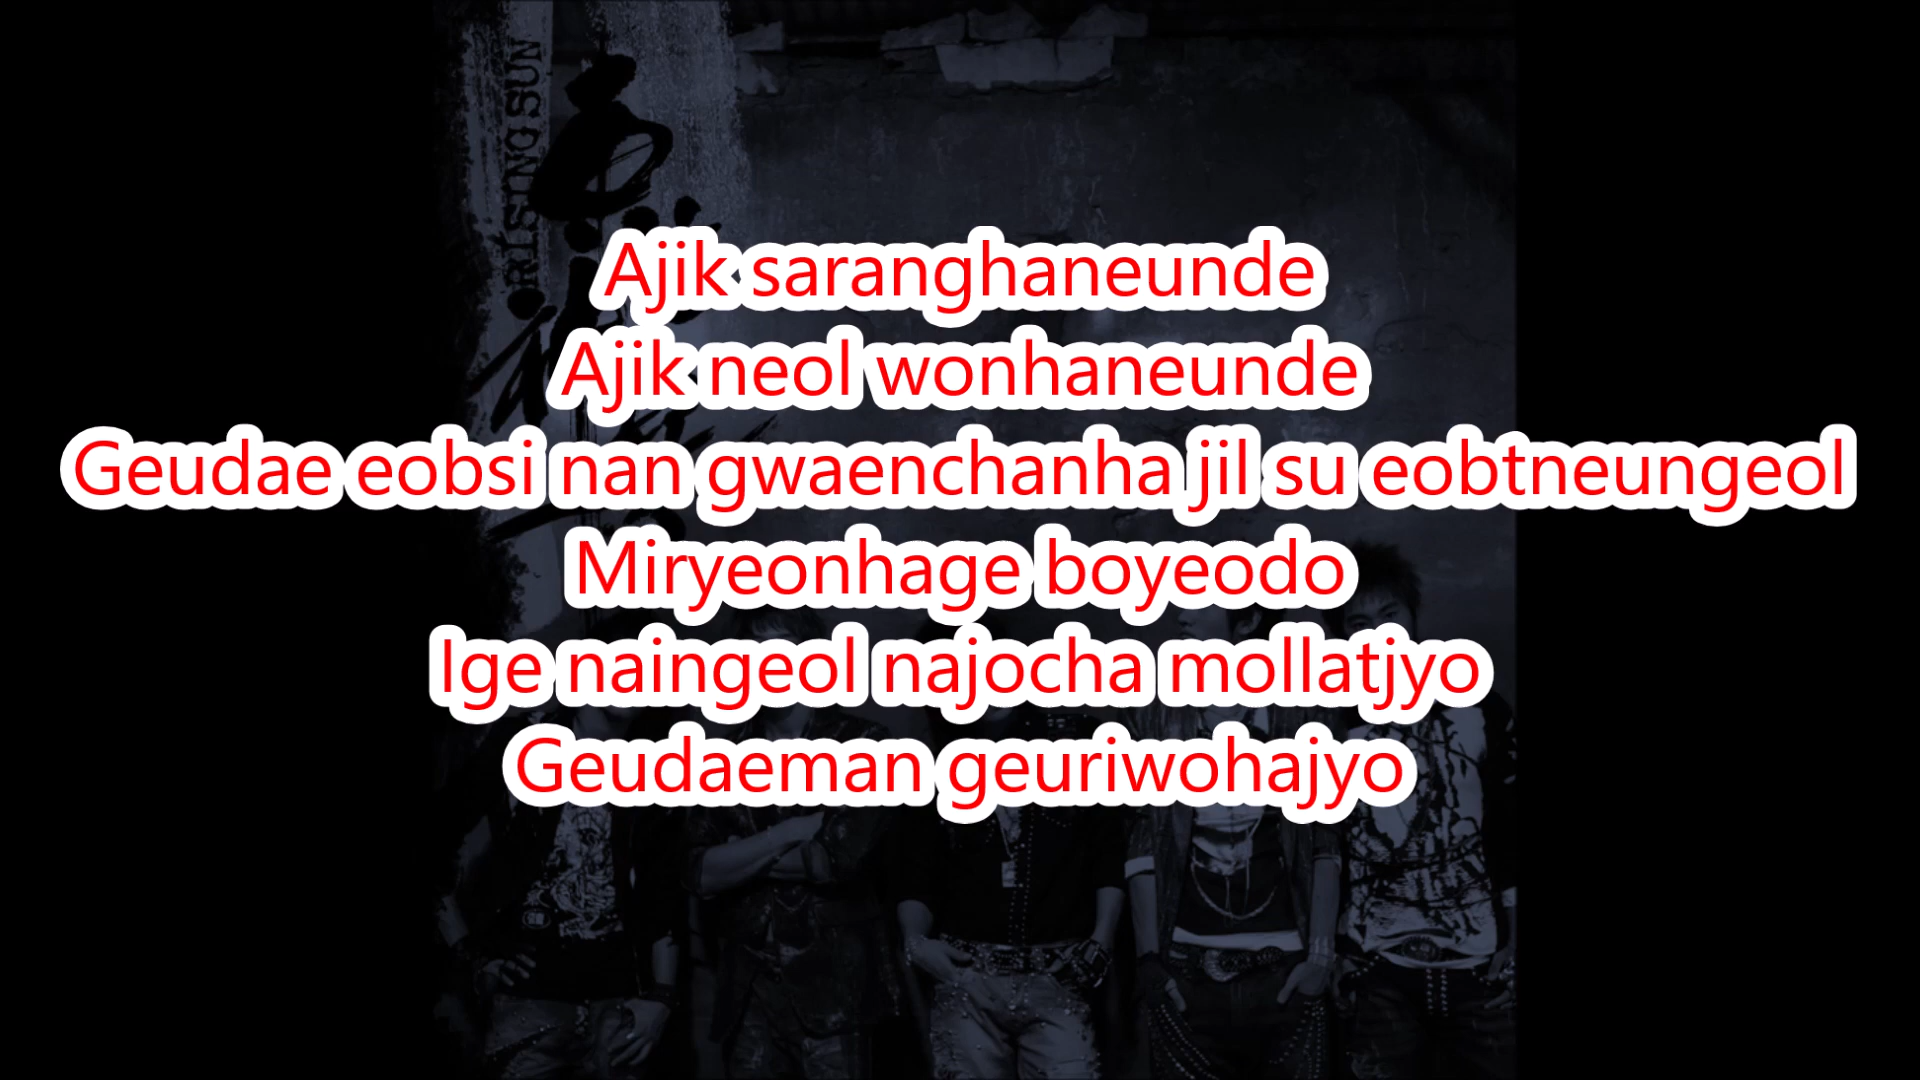 RISING SUN
Ajik saranghaneunde
Ajik neol wonhaneunde
Geudae eobsi nan gwaenchanha jil su eobtneungeol
Miryeonhage boyeodo
Ige naingeol najocha mollatjyo
Geudaeman geuriwohajyo